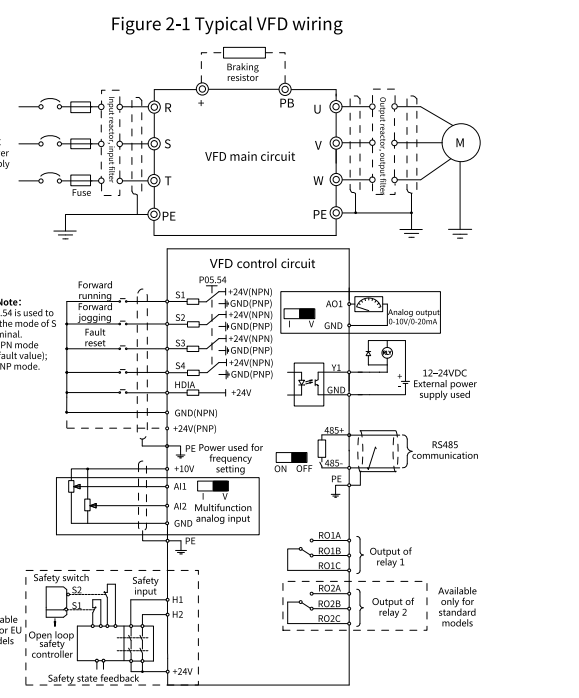 Figure 2-1 Typical VFD wiring
Braking
resistor
+
PB
Input reactor, input filter
Output reactor, output filter
R
U
S
V
M
VFD main circuit
T
W
Fuse
PE
PE
VFD control circuit
P05.54
Forward
running
S1
+24V(NPN)
GND(PNP)
Forward
jogging
S2
+24V(NPN)
GND(PNP)
Fault
reset
S3
+24V(NPN)
GND(PNP)
S4
+24V(NPN)
GND(PNP)
HDIA
+24V
GND(NPN)
+24V(PNP)
Note:
.54 is used to
the mode of S
minal.
PN mode
fault value);
NP mode.
AO1
I V
GND
Analog output
0-10V/0-20mA
RLY
Y1
GND
+
-
12–24VDC
External power
supply used
PE
Power used for
frequency
setting
+10V
AI1
I V
AI2
Multifunction
analog input
GND
PE
485+
ON OFF
485-
PE
RS485
communication
RO1A
RO1B
RO1C
Output of
relay 1
RO2A
RO2B
RO2C
Output of
relay 2
Available
only for
standard
models
Safety switch
S2
S1
Safety
input
H1
H2
Open loop
safety
controller
+24V
Safety state feedback
able
or EU
dels